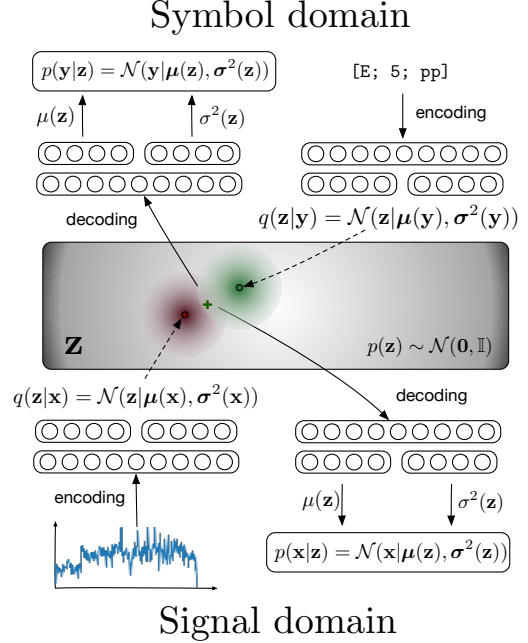 Symbol domain
p(y|z) = 𝒩(y|μ(z), σ²(z))
[E; 5; pp]
μ(z)
σ²(z)
encoding
decoding
q(z|y) = 𝒩(z|μ(y), σ²(y))
z
p(z) ∼ 𝒩(0, 𝕀)
q(z|x) = 𝒩(z|μ(x), σ²(x))
decoding
encoding
μ(z)
σ²(z)
p(x|z) = 𝒩(x|μ(z), σ²(z))
Signal domain